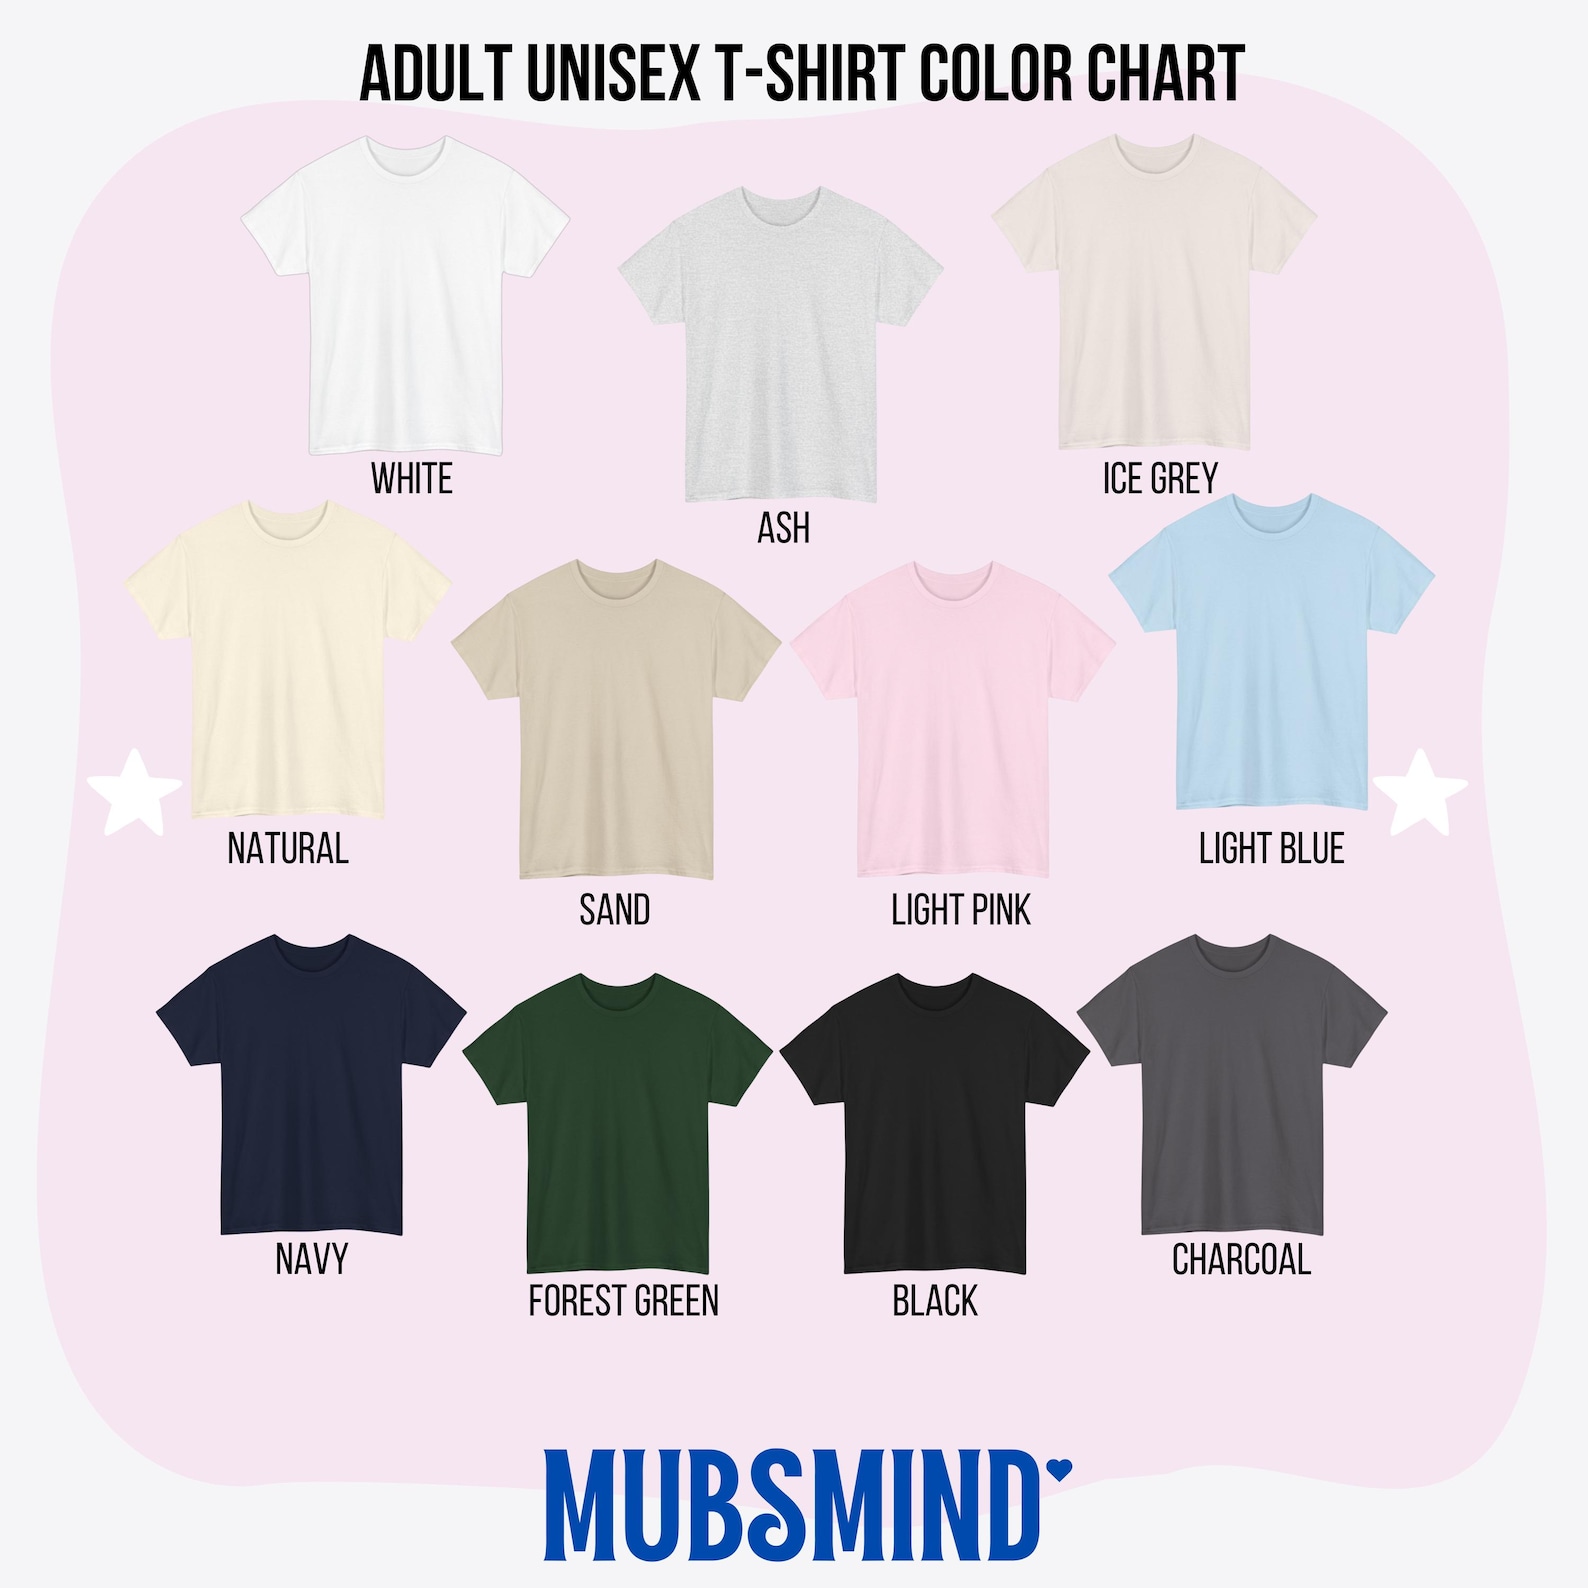 ADULT UNISEX T-SHIRT COLOR CHART
WHITE
ASH
ICE GREY
NATURAL
SAND
LIGHT PINK
LIGHT BLUE
NAVY
FOREST GREEN
BLACK
CHARCOAL
MUBSMIND